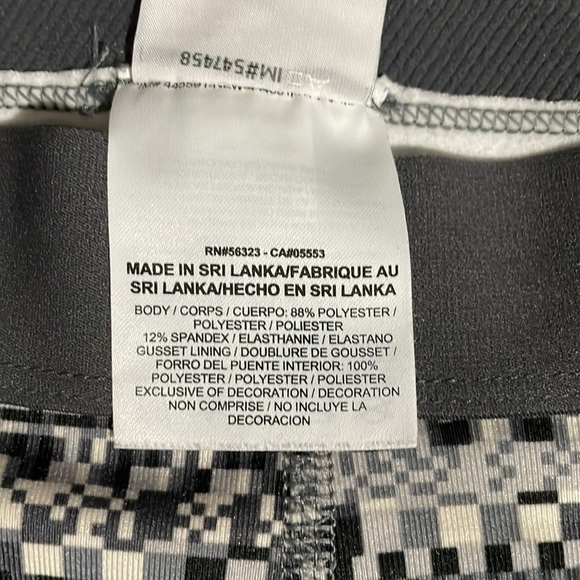 IM#547458
RN#56323 - CA#05553
MADE IN SRI LANKA/FABRIQUE AU
SRI LANKA/HECHO EN SRI LANKA
BODY / CORPS / CUERPO: 88% POLYESTER /
POLYESTER / POLIESTER
12% SPANDEX / ELASTHANNE / ELASTANO
GUSSET LINING / DOUBLURE DE GOUSSET /
FORRO DEL PUENTE INTERIOR: 100%
POLYESTER / POLYESTER / POLIESTER
EXCLUSIVE OF DECORATION / DECORATION
NON COMPRISE / NO INCLUYE LA
DECORACION